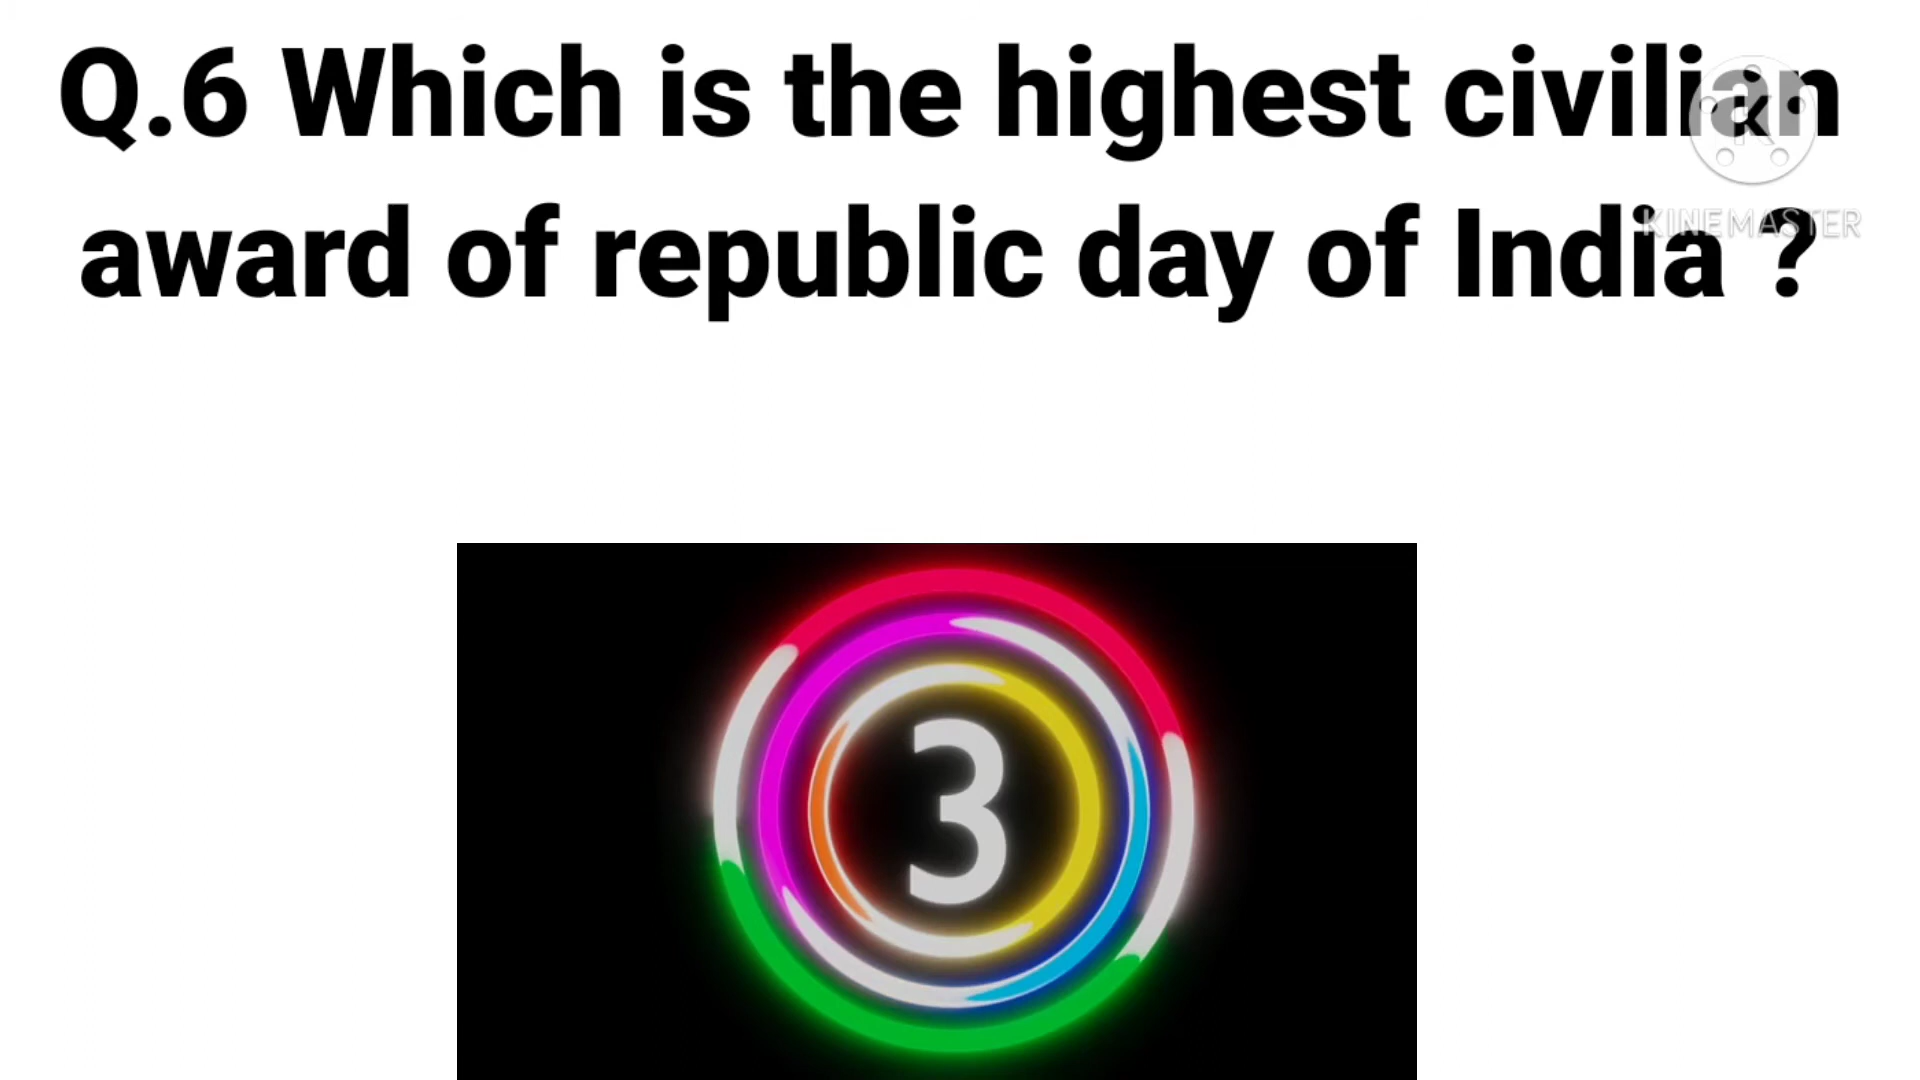 Q.6 Which is the highest civilian
award of republic day of India ?
K
KINEMASTER
3